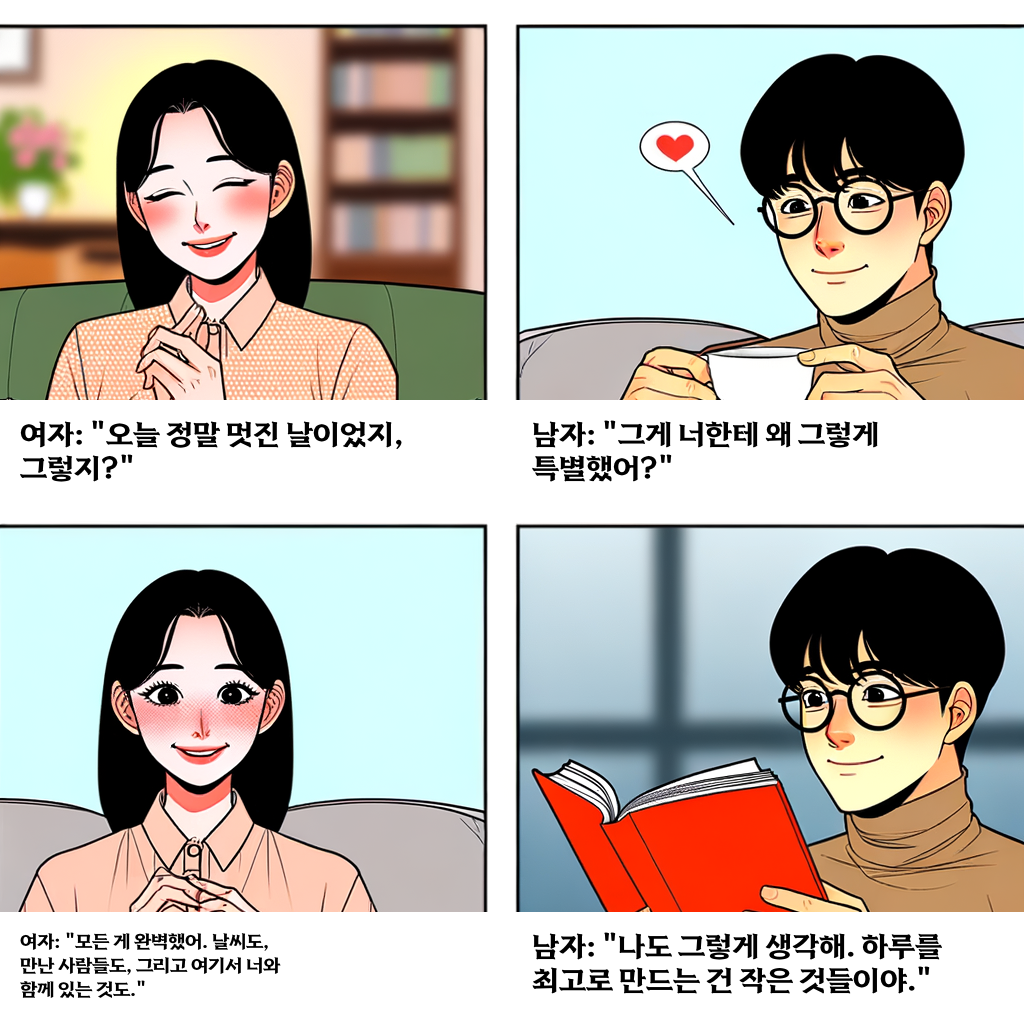 여자: "오늘 정말 멋진 날이었지,
그렇지?"
남자: "그게 너한테 왜 그렇게
특별했어?"
여자: "모든 게 완벽했어. 날씨도,
만난 사람들도, 그리고 여기서 너와
함께 있는 것도."
남자: "나도 그렇게 생각해. 하루를
최고로 만드는 건 작은 것들이야."